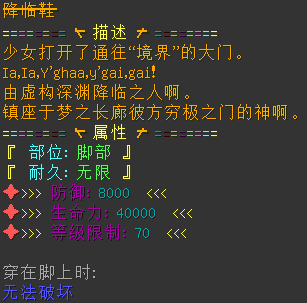 降临鞋
======= ㄅ 描述 ㄣ =======
少女打开了通往“境界”的大门。
Ia,Ia,Y'ghaa,y'gai,gai!
由虚构深渊降临之人啊。
镇座于梦之长廊彼方穷极之门的神啊。
======= ㄅ 属性 ㄣ =======
『 部位: 脚部 』
『 耐久: 无限 』
>>> 防御: 8000 <<<
>>> 生命力: 40000 <<<
>>> 等级限制: 70 <<<
穿在脚上时:
无法破坏